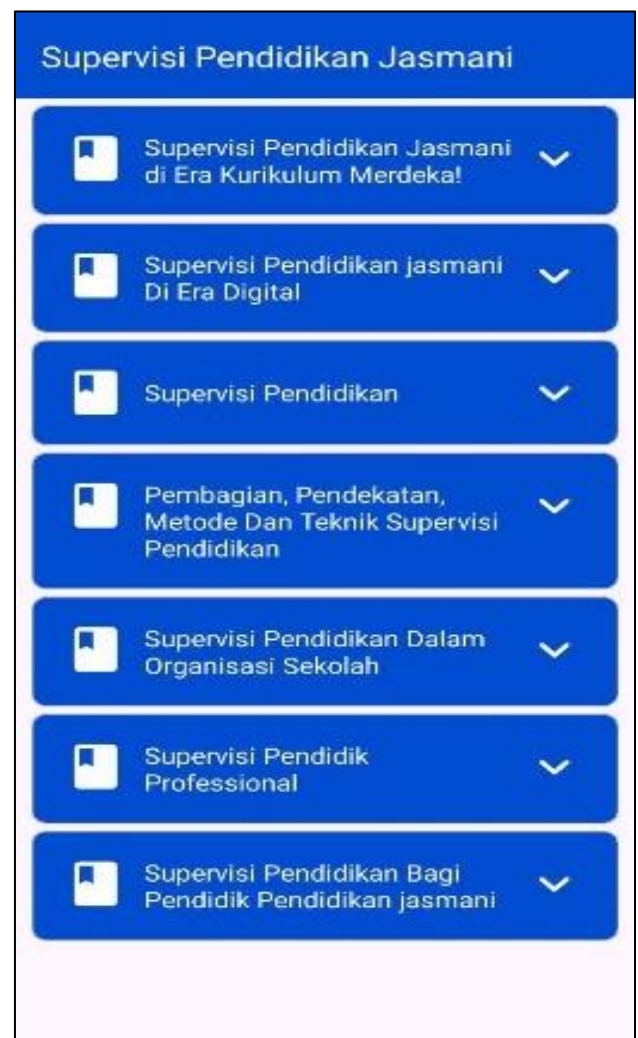 Supervisi Pendidikan Jasmani
Supervisi Pendidikan Jasmani
di Era Kurikulum Merdeka!
Supervisi Pendidikan jasmani
Di Era Digital
Supervisi Pendidikan
Pembagian, Pendekatan,
Metode Dan Teknik Supervisi
Pendidikan
Supervisi Pendidikan Dalam
Organisasi Sekolah
Supervisi Pendidik
Professional
Supervisi Pendidikan Bagi
Pendidik Pendidikan jasmani